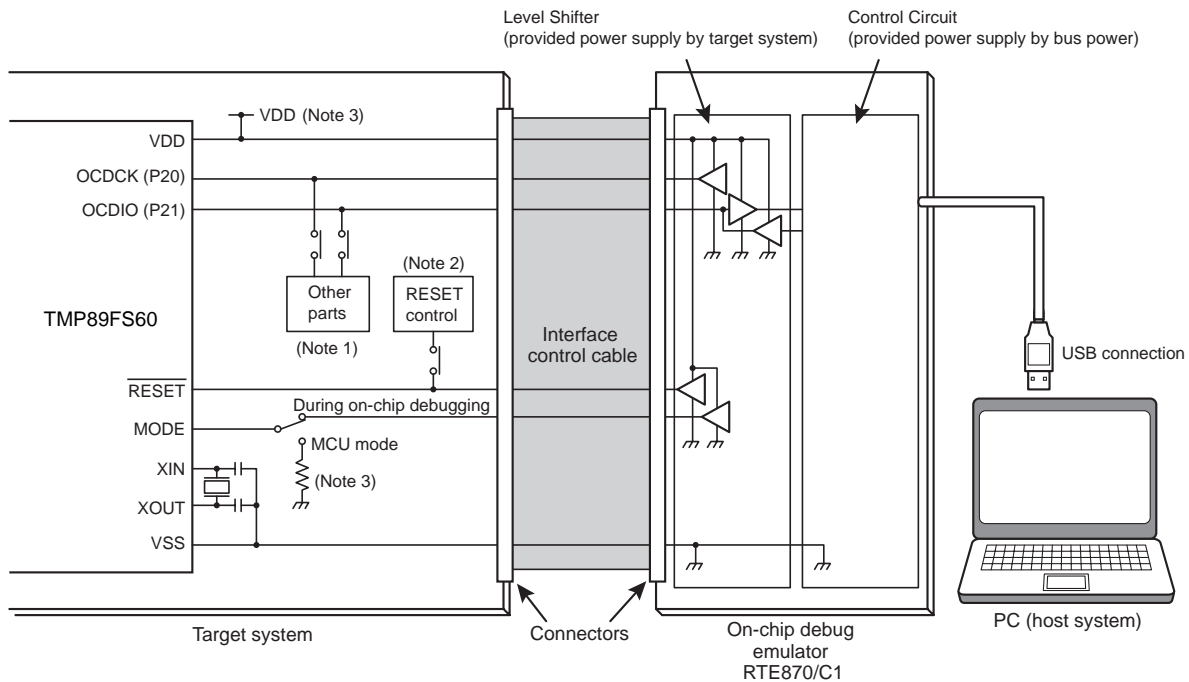 Level Shifter
(provided power supply by target system)
Control Circuit
(provided power supply by bus power)
VDD (Note 3)
VDD
OCDCK (P20)
OCDIO (P21)
(Note 2)
Other
parts
RESET
control
TMP89FS60
(Note 1)
Interface
control cable
USB connection
RESET
During on-chip debugging
MODE
MCU mode
XIN
(Note 3)
XOUT
VSS
Target system
Connectors
On-chip debug
emulator
RTE870/C1
PC (host system)